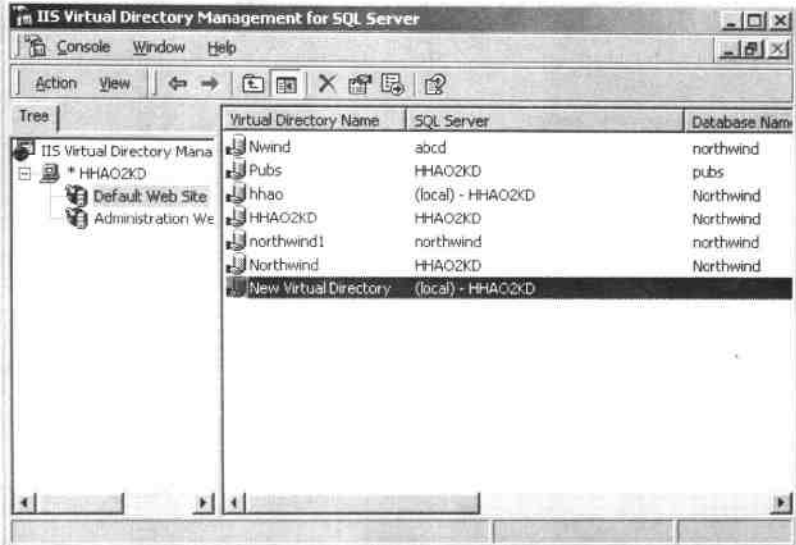 IIS Virtual Directory Management for SQL Server
Console Window Help
Action View
Tree
IIS Virtual Directory Mana
* HHAO2KD
Default Web Site
Administration We
Virtual Directory Name SQL Server Database Nam
Nwind abcd northwind
Pubs HHAO2KD pubs
hhao (local) - HHAO2KD Northwind
HHAO2KD HHAO2KD Northwind
northwind1 northwind northwind
Northwind HHAO2KD Northwind
New Virtual Directory (local) - HHAO2KD